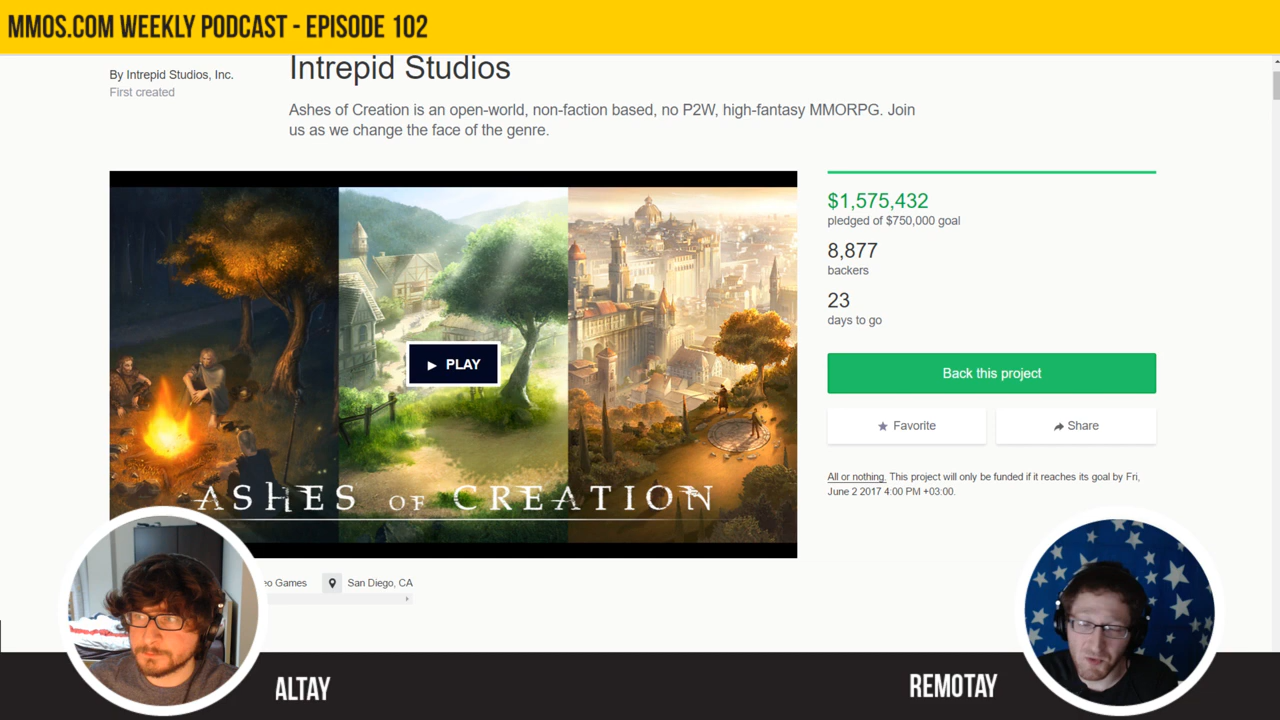 MMOS.COM WEEKLY PODCAST - EPISODE 102
By Intrepid Studios, Inc.
First created
Intrepid Studios
Ashes of Creation is an open-world, non-faction based, no P2W, high-fantasy MMORPG. Join
us as we change the face of the genre.
PLAY
ASHES OF CREATION
$1,575,432
pledged of $750,000 goal
8,877
backers
23
days to go
Back this project
Favorite
Share
All or nothing. This project will only be funded if it reaches its goal by Fri,
June 2 2017 4:00 PM +03:00.
eo Games
San Diego, CA
ALTAY
REMOTAY